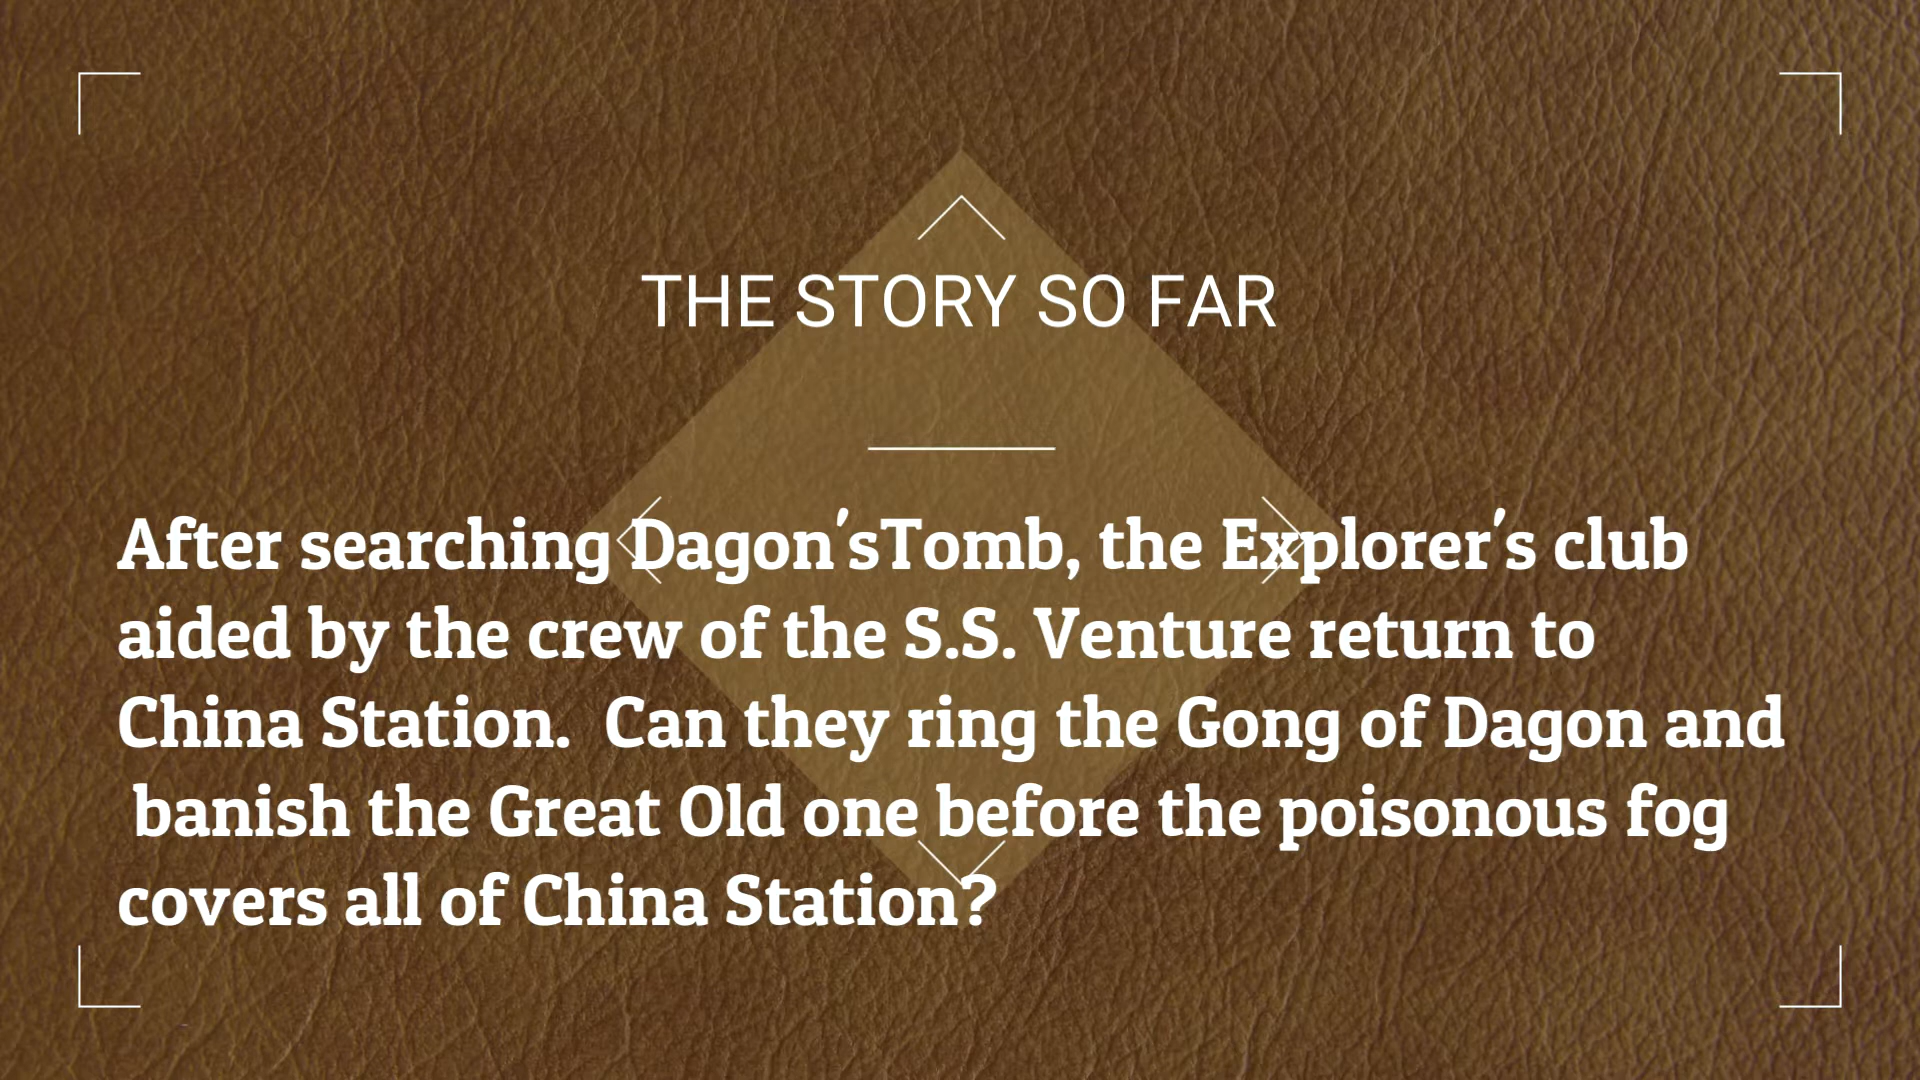 THE STORY SO FAR
After searching Dagon'sTomb, the Explorer's club
aided by the crew of the S.S. Venture return to
China Station.  Can they ring the Gong of Dagon and
banish the Great Old one before the poisonous fog
covers all of China Station?